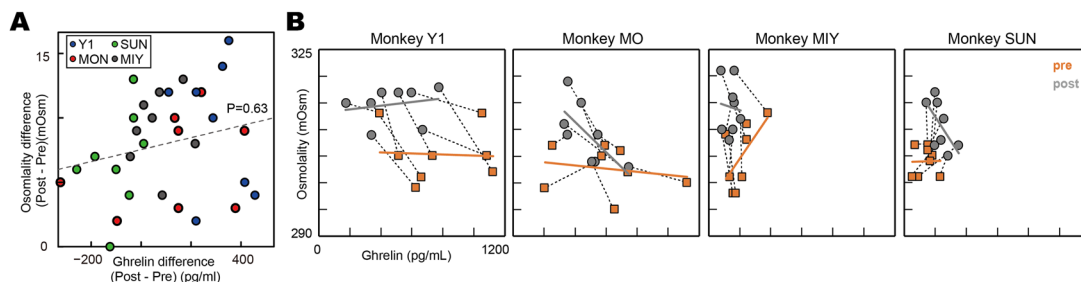 A
15
Y1 SUN
MON MIY
P=0.63
Osomlality difference
(Post - Pre)(mOsm)
0
−200 400
Ghrelin difference
(Post - Pre) (pg/ml)
B
Monkey Y1 Monkey MO Monkey MIY Monkey SUN
325
pre
post
Osmolality (mOsm)
290
0 1200
Ghrelin (pg/mL)